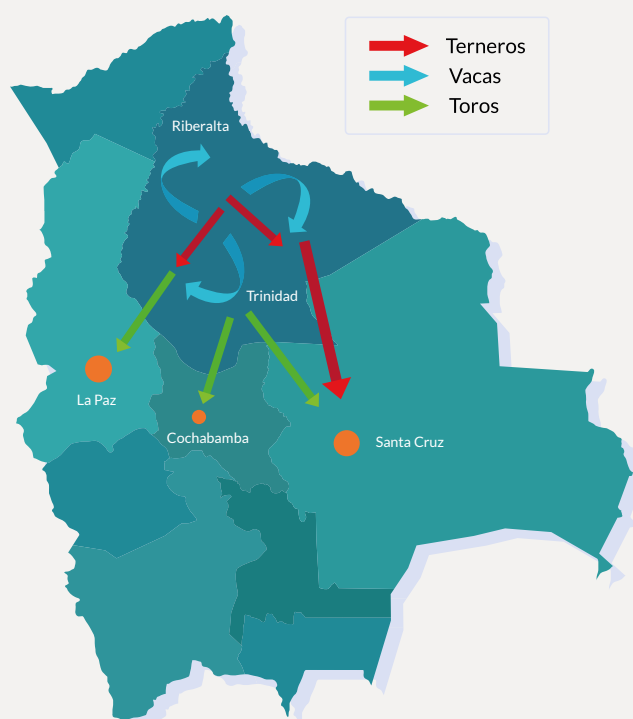 Terneros
Vacas
Toros
Riberalta
Trinidad
La Paz
Cochabamba
Santa Cruz